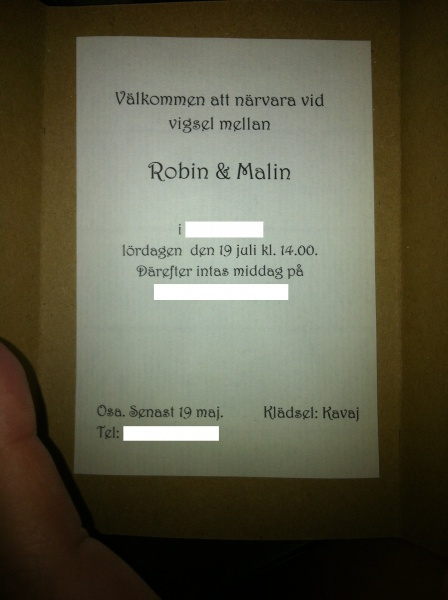 Välkommen att närvara vid
vigsel mellan
Robin & Malin
i
lördagen den 19 juli kl. 14.00.
Därefter intas middag på
Osa. Senast 19 maj. Klädsel: Kavaj
Tel: